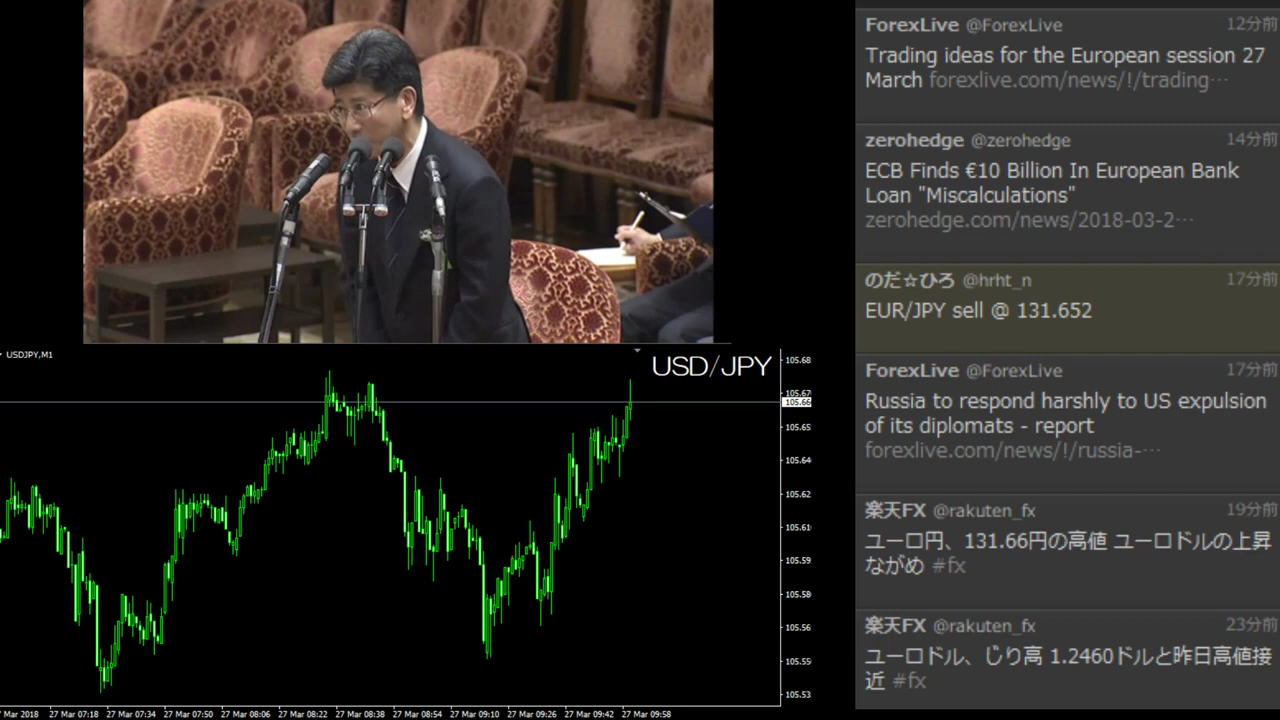 USDJPY,M1
USD/JPY
105.68
105.67
105.66
105.65
105.64
105.62
105.61
105.59
105.58
105.56
105.55
105.53
Mar 2018
27 Mar 07:18
27 Mar 07:34
27 Mar 07:50
27 Mar 08:06
27 Mar 08:22
27 Mar 08:38
27 Mar 08:54
27 Mar 09:10
27 Mar 09:26
27 Mar 09:42
27 Mar 09:58
ForexLive @ForexLive 12分前
Trading ideas for the European session 27
March forexlive.com/news/!/trading…
zerohedge @zerohedge 14分前
ECB Finds €10 Billion In European Bank
Loan "Miscalculations"
zerohedge.com/news/2018-03-2…
のだ☆ひろ @hrht_n 17分前
EUR/JPY sell @ 131.652
ForexLive @ForexLive 17分前
Russia to respond harshly to US expulsion
of its diplomats - report
forexlive.com/news/!/russia-…
楽天FX @rakuten_fx 19分前
ユーロ円、131.66円の高値 ユーロドルの上昇
ながめ #fx
楽天FX @rakuten_fx 23分前
ユーロドル、じり高 1.2460ドルと昨日高値接
近 #fx